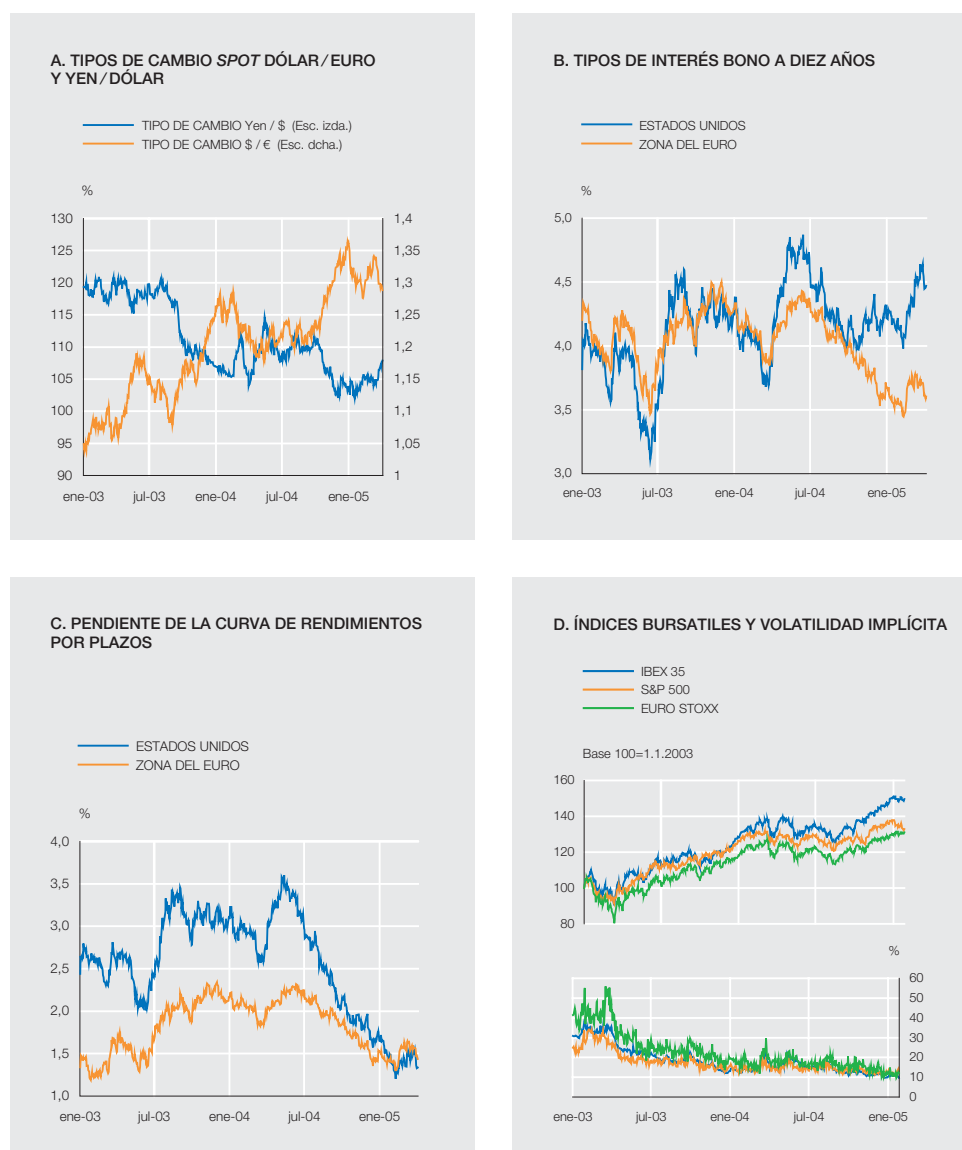 A. TIPOS DE CAMBIO SPOT DÓLAR / EURO
Y YEN / DÓLAR
TIPO DE CAMBIO Yen / $ (Esc. izda.)
TIPO DE CAMBIO $ / € (Esc. dcha.)
%
130
125
120
115
110
105
100
95
90
1,4
1,35
1,3
1,25
1,2
1,15
1,1
1,05
1
ene-03 jul-03 ene-04 jul-04 ene-05
B. TIPOS DE INTERÉS BONO A DIEZ AÑOS
ESTADOS UNIDOS
ZONA DEL EURO
%
5,0
4,5
4,0
3,5
3,0
ene-03 jul-03 ene-04 jul-04 ene-05
C. PENDIENTE DE LA CURVA DE RENDIMIENTOS
POR PLAZOS
ESTADOS UNIDOS
ZONA DEL EURO
%
4,0
3,5
3,0
2,5
2,0
1,5
1,0
ene-03 jul-03 ene-04 jul-04 ene-05
D. ÍNDICES BURSATILES Y VOLATILIDAD IMPLÍCITA
IBEX 35
S&P 500
EURO STOXX
Base 100=1.1.2003
160
140
120
100
80
%
60
50
40
30
20
10
0
ene-03 jul-03 ene-04 jul-04 ene-05